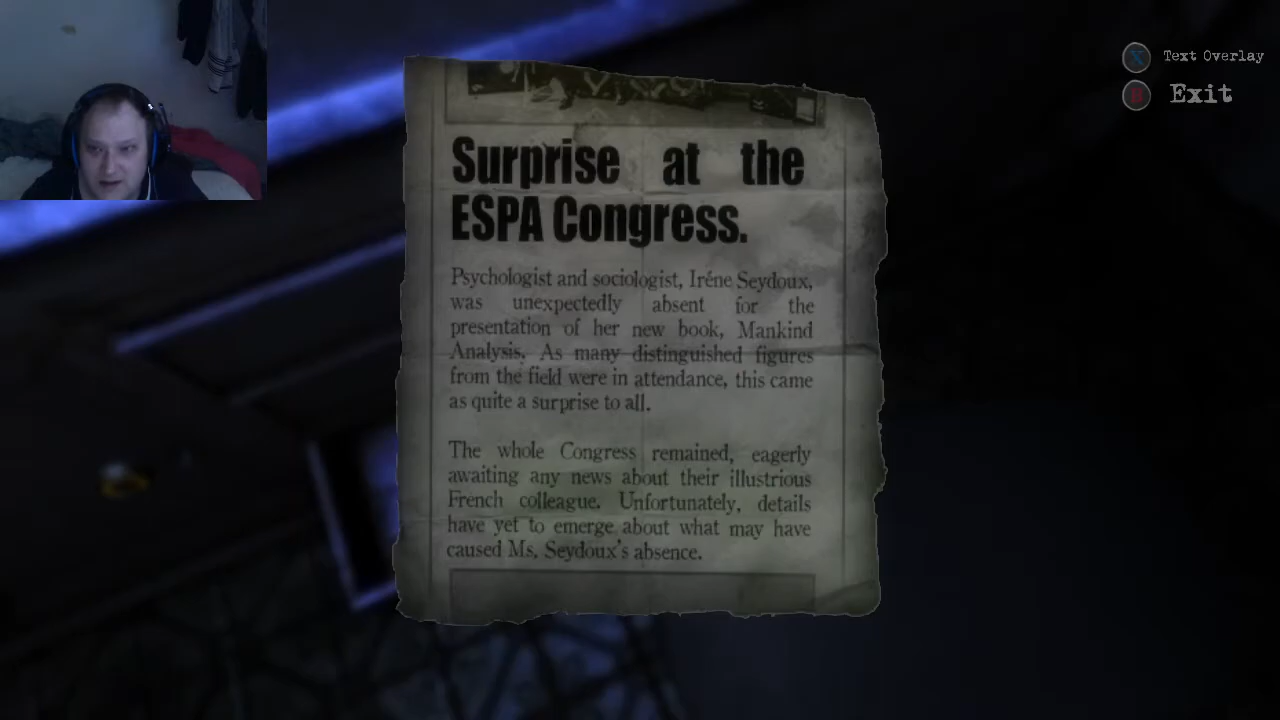 X Text Overlay
B Exit
Surprise at the
ESPA Congress.
Psychologist and sociologist, Iréne Seydoux,
was unexpectedly absent for the
presentation of her new book, Mankind
Analysis. As many distinguished figures
from the field were in attendance, this came
as quite a surprise to all.
The whole Congress remained, eagerly
awaiting any news about their illustrious
French colleague. Unfortunately, details
have yet to emerge about what may have
caused Ms, Seydoux's absence.